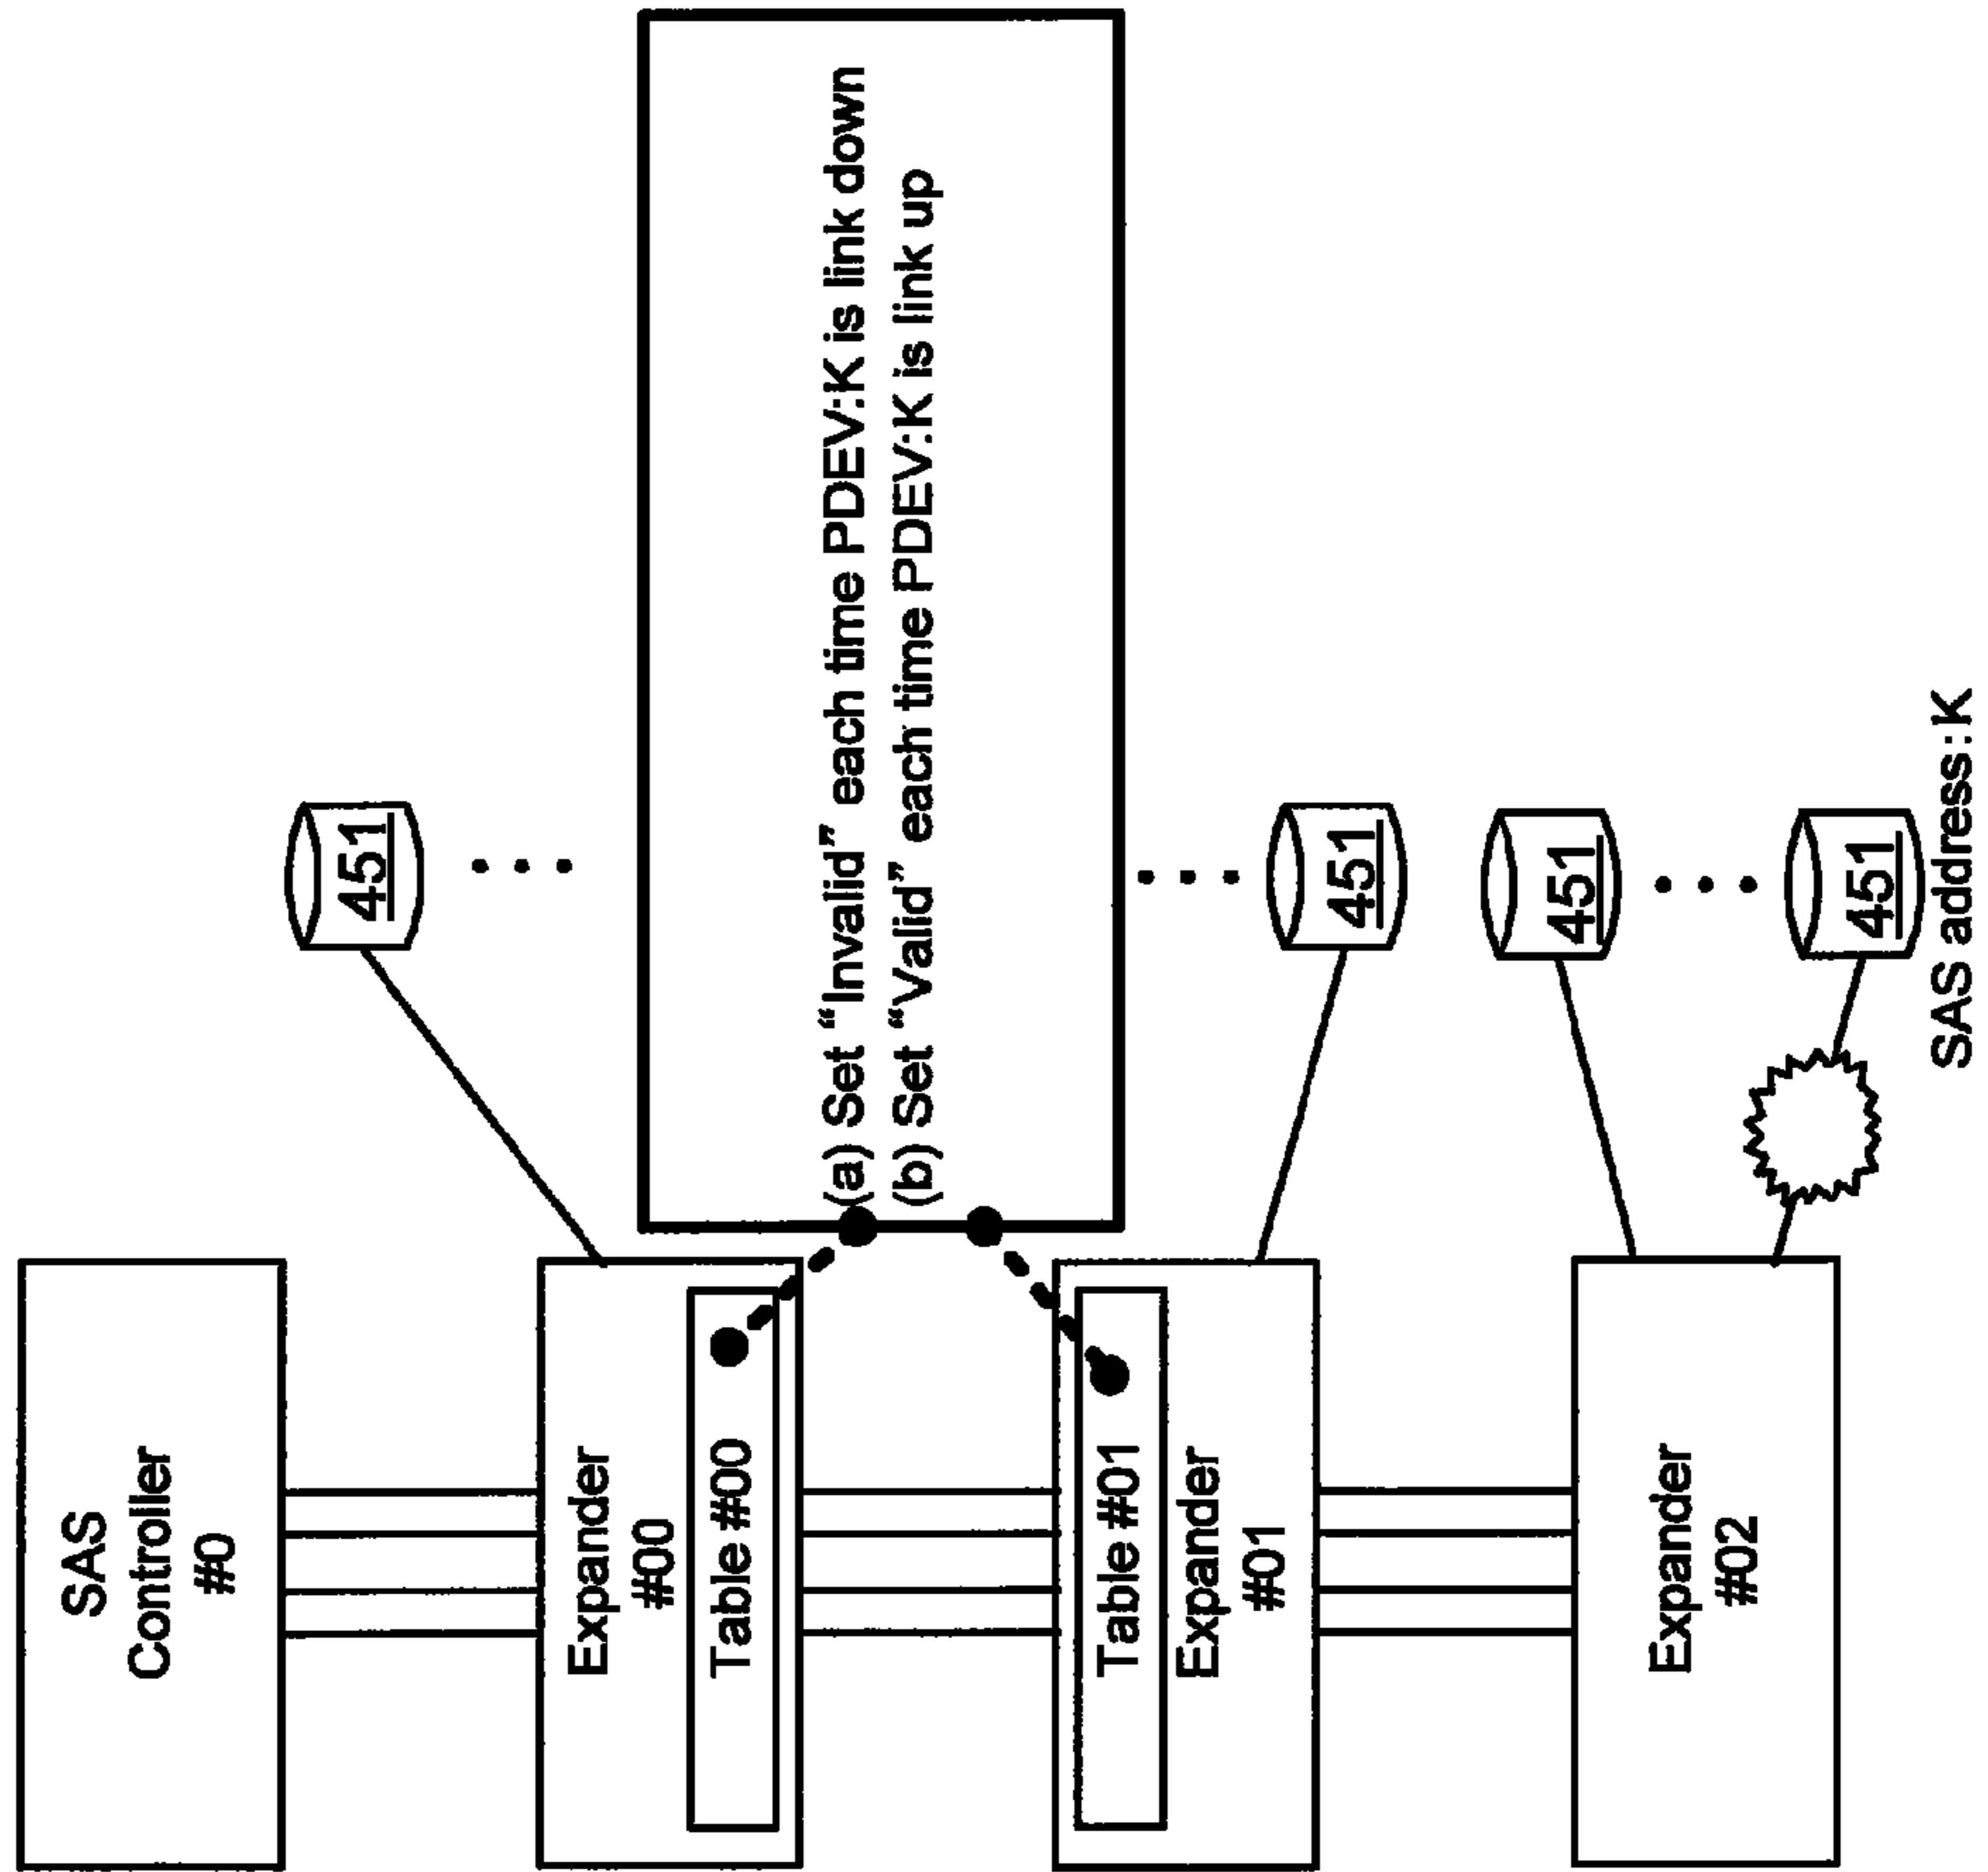 SAS
Controller
#0
Expander
#00
Table #00
Table #01
Expander
#01
Expander
#02
(a) Set “Invalid” each time PDEV:K is link down
(b) Set “Valid” each time PDEV:K is link up
451
451
451
451
SAS address: K